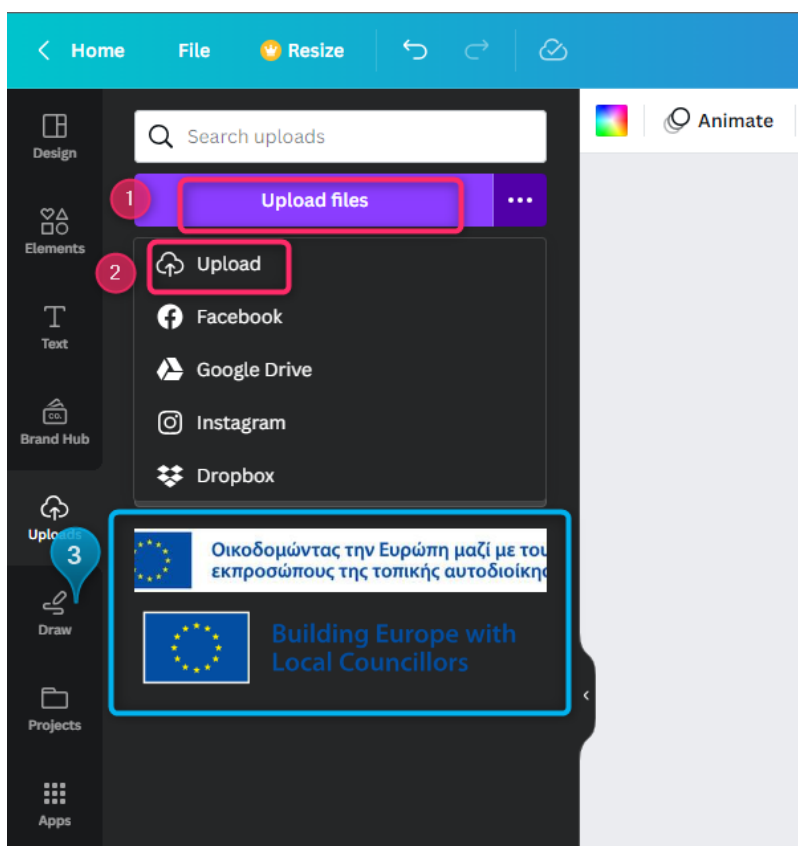 Home File Resize
Design
Search uploads
Animate
1 Upload files
Elements
2 Upload
Text
Facebook
Google Drive
Brand Hub
CO.
Instagram
Dropbox
Uploads
3
Οικοδομώντας την Ευρώπη μαζί με του
εκπροσώπους της τοπικής αυτοδιοίκησ
Draw
Building Europe with
Local Councillors
Projects
Apps